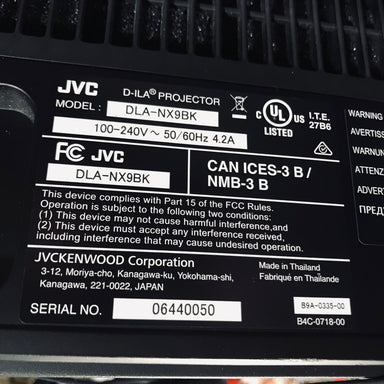 JVC D-ILA® PROJECTOR
MODEL : DLA-NX9BK
100-240V ~ 50/60Hz 4.2A
C UL US LISTED I.T.E. 27B6
FC JVC
DLA-NX9BK
CAN ICES-3 B /
NMB-3 B
This device complies with Part 15 of the FCC Rules.
Operation is subject to the following two conditions:
(1) This device may not cause harmful interference,and
(2) This device must accept any interference received,
including interference that may cause undesired operation.
JVCKENWOOD Corporation
3-12, Moriya-cho, Kanagawa-ku, Yokohama-shi,
Kanagawa, 221-0022, JAPAN
Made in Thailand
Fabriqué en Thaïlande
SERIAL NO. 06440050
B9A-0335-00
B4C-0718-00
WARNING